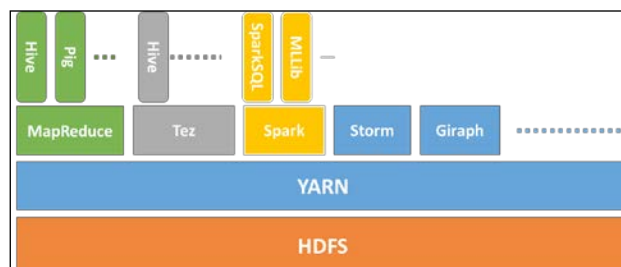 Hive Pig Hive SparkSQL MLLib
MapReduce Tez Spark Storm Giraph
YARN
HDFS